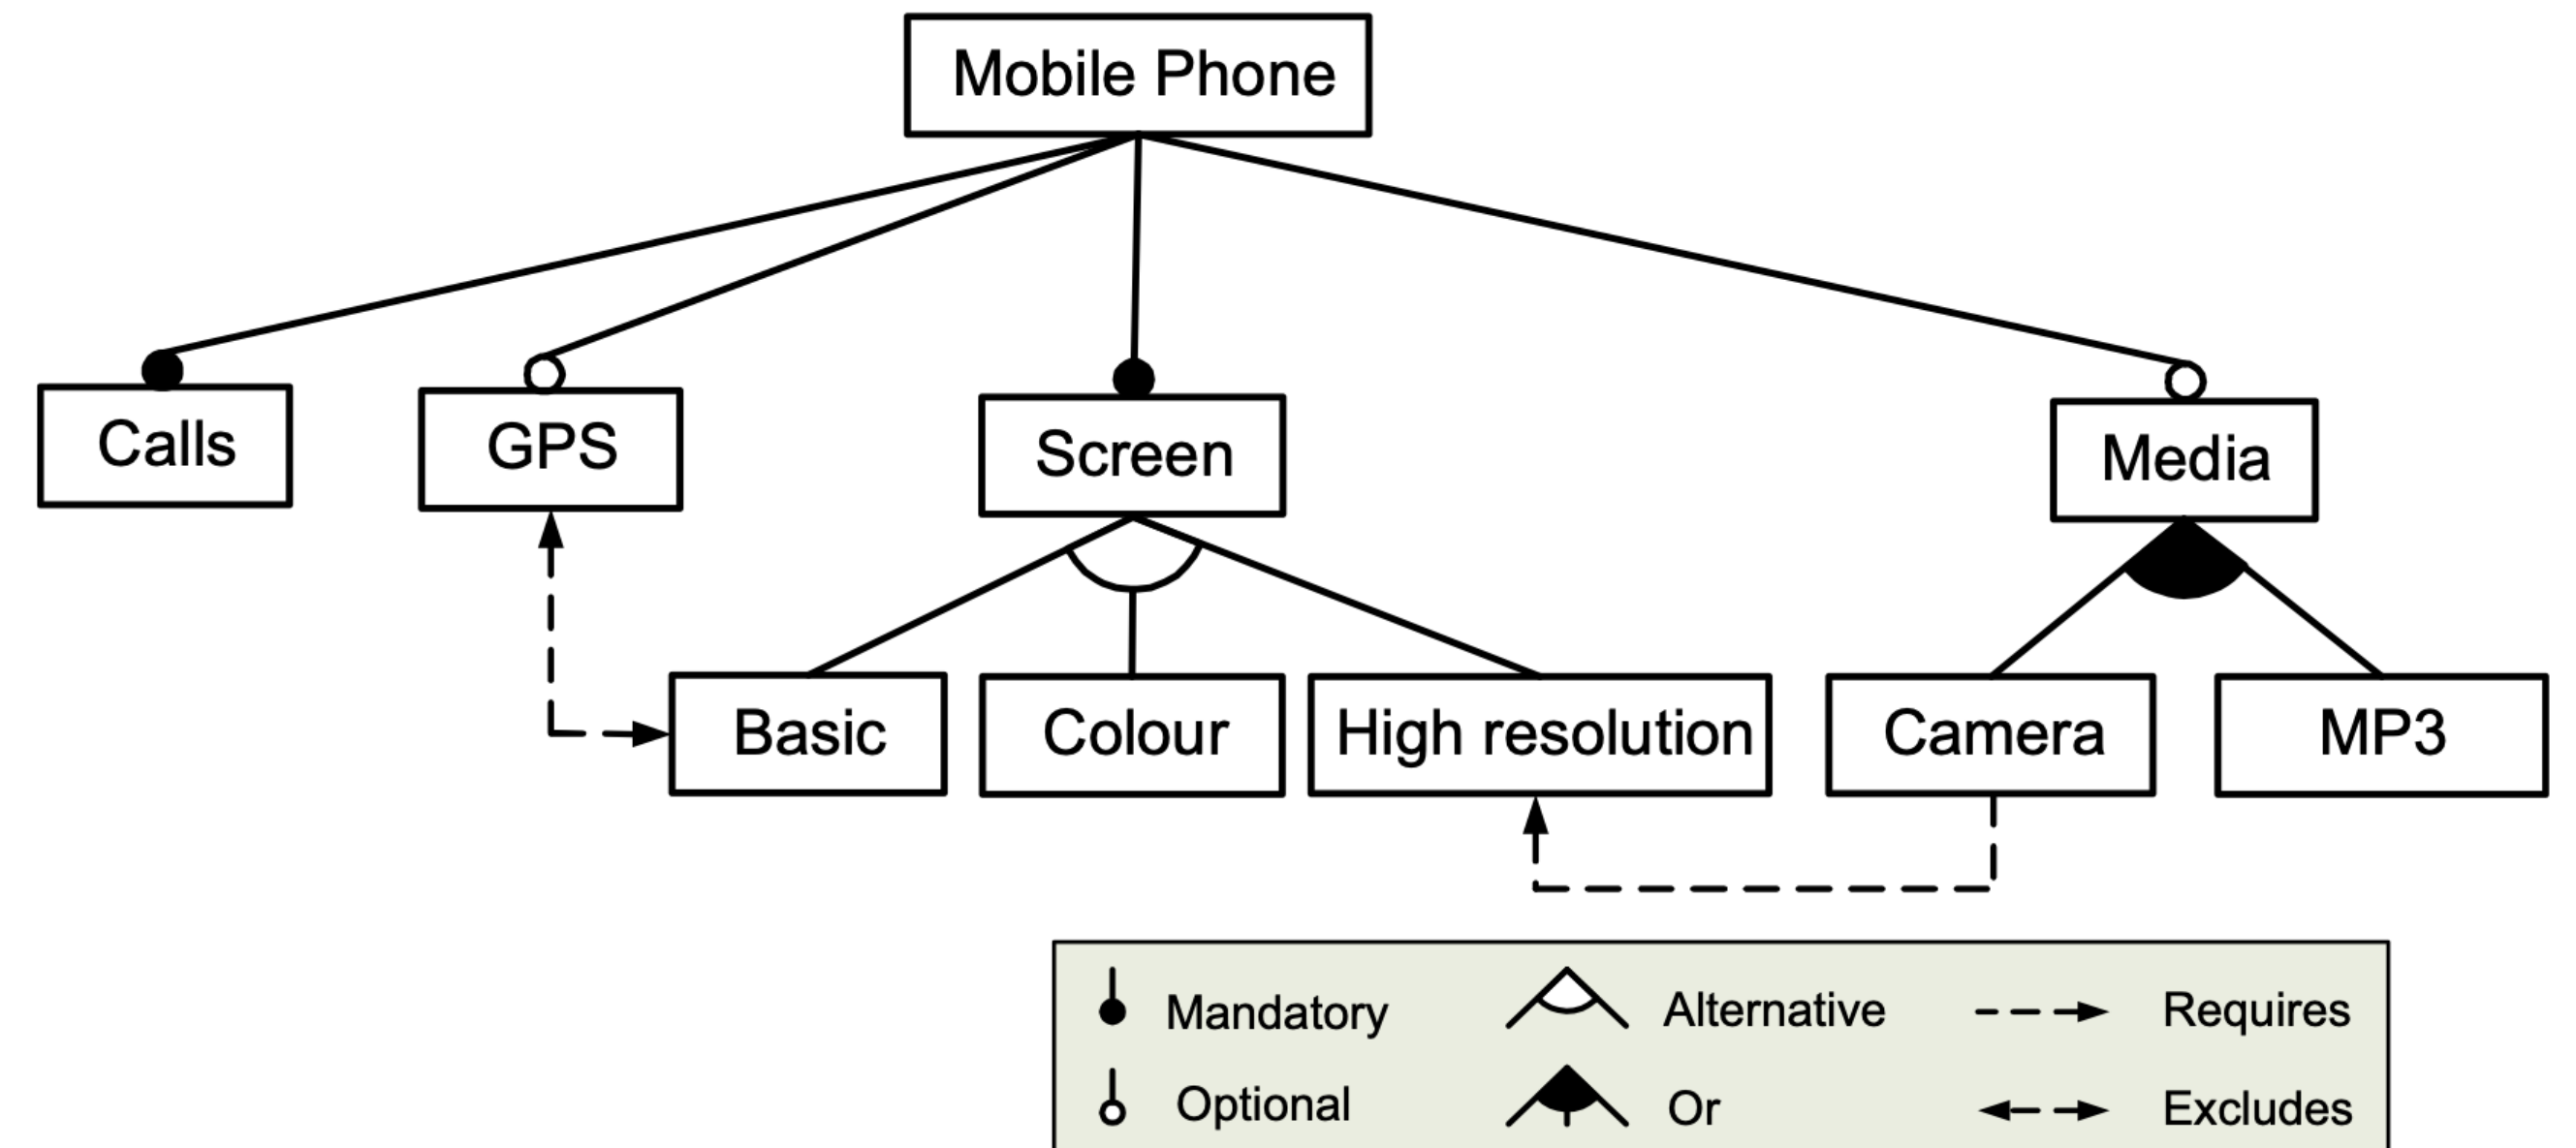 Mobile Phone
Calls
GPS
Screen
Media
Basic
Colour
High resolution
Camera
MP3
Mandatory
Alternative
Requires
Optional
Or
Excludes